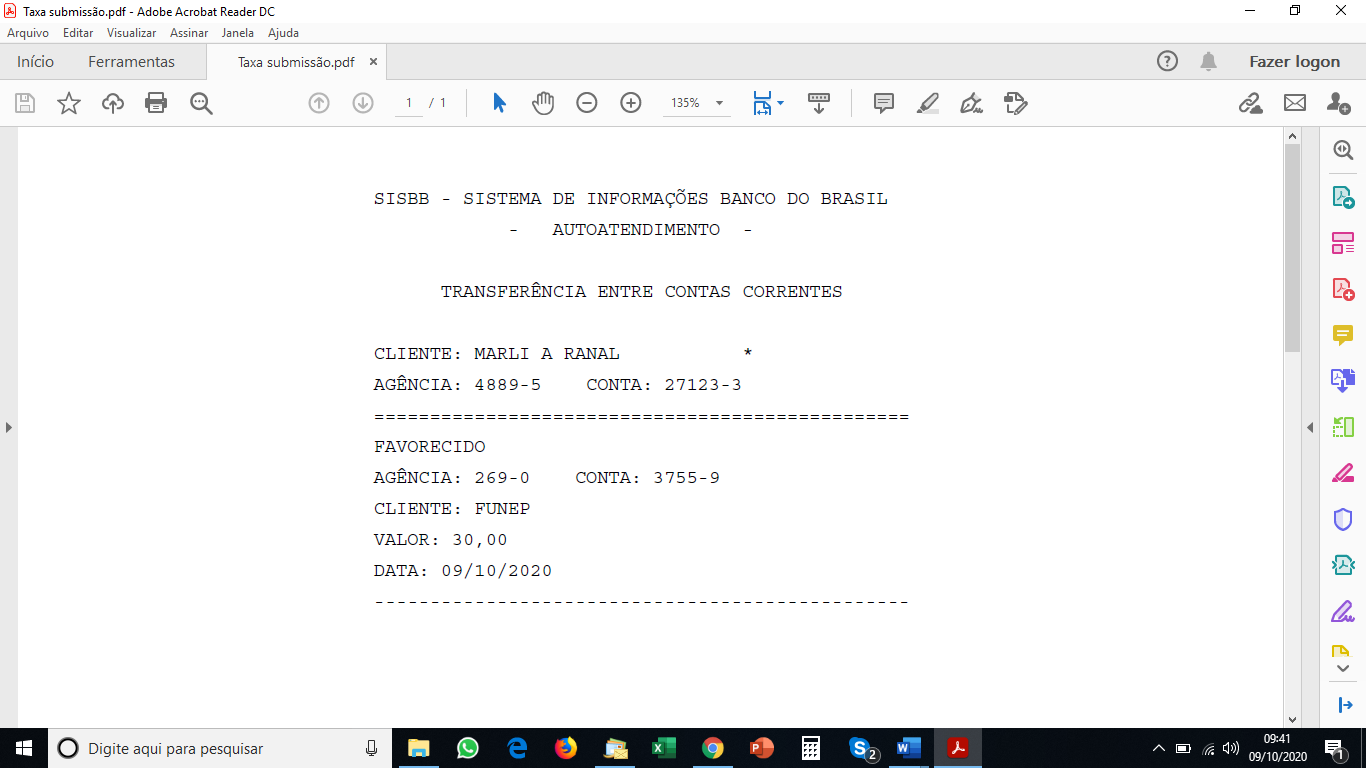 Taxa submissão.pdf - Adobe Acrobat Reader DC
Arquivo Editar Visualizar Assinar Janela Ajuda
Início Ferramentas Taxa submissão.pdf × Fazer logon
1 / 1 135%
SISBB - SISTEMA DE INFORMAÇÕES BANCO DO BRASIL
- AUTOATENDIMENTO -
TRANSFERÊNCIA ENTRE CONTAS CORRENTES
CLIENTE: MARLI A RANAL *
AGÊNCIA: 4889-5 CONTA: 27123-3
================================================
FAVORECIDO
AGÊNCIA: 269-0 CONTA: 3755-9
CLIENTE: FUNEP
VALOR: 30,00
DATA: 09/10/2020
------------------------------------------------
Digite aqui para pesquisar
2
09:41
09/10/2020
1